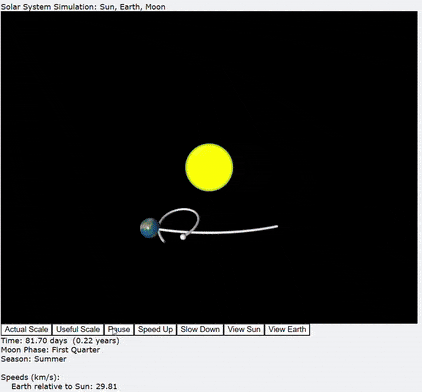 Solar System Simulation: Sun, Earth, Moon
Actual Scale Useful Scale Pause Speed Up Slow Down View Sun View Earth
Time: 81.70 days (0.22 years)
Moon Phase: First Quarter
Season: Summer
Speeds (km/s):
Earth relative to Sun: 29.81